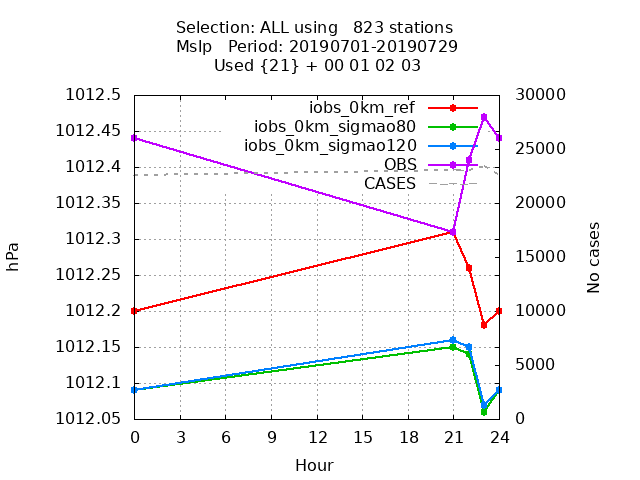 Selection: ALL using   823 stations
Mslp   Period: 20190701-20190729
Used {21} + 00 01 02 03
1012.5
1012.45
1012.4
1012.35
1012.3
1012.25
1012.2
1012.15
1012.1
1012.05
hPa
iobs_0km_ref
iobs_0km_sigmao80
iobs_0km_sigmao120
OBS
CASES
30000
25000
20000
15000
10000
5000
0
No cases
0 3 6 9 12 15 18 21 24
Hour